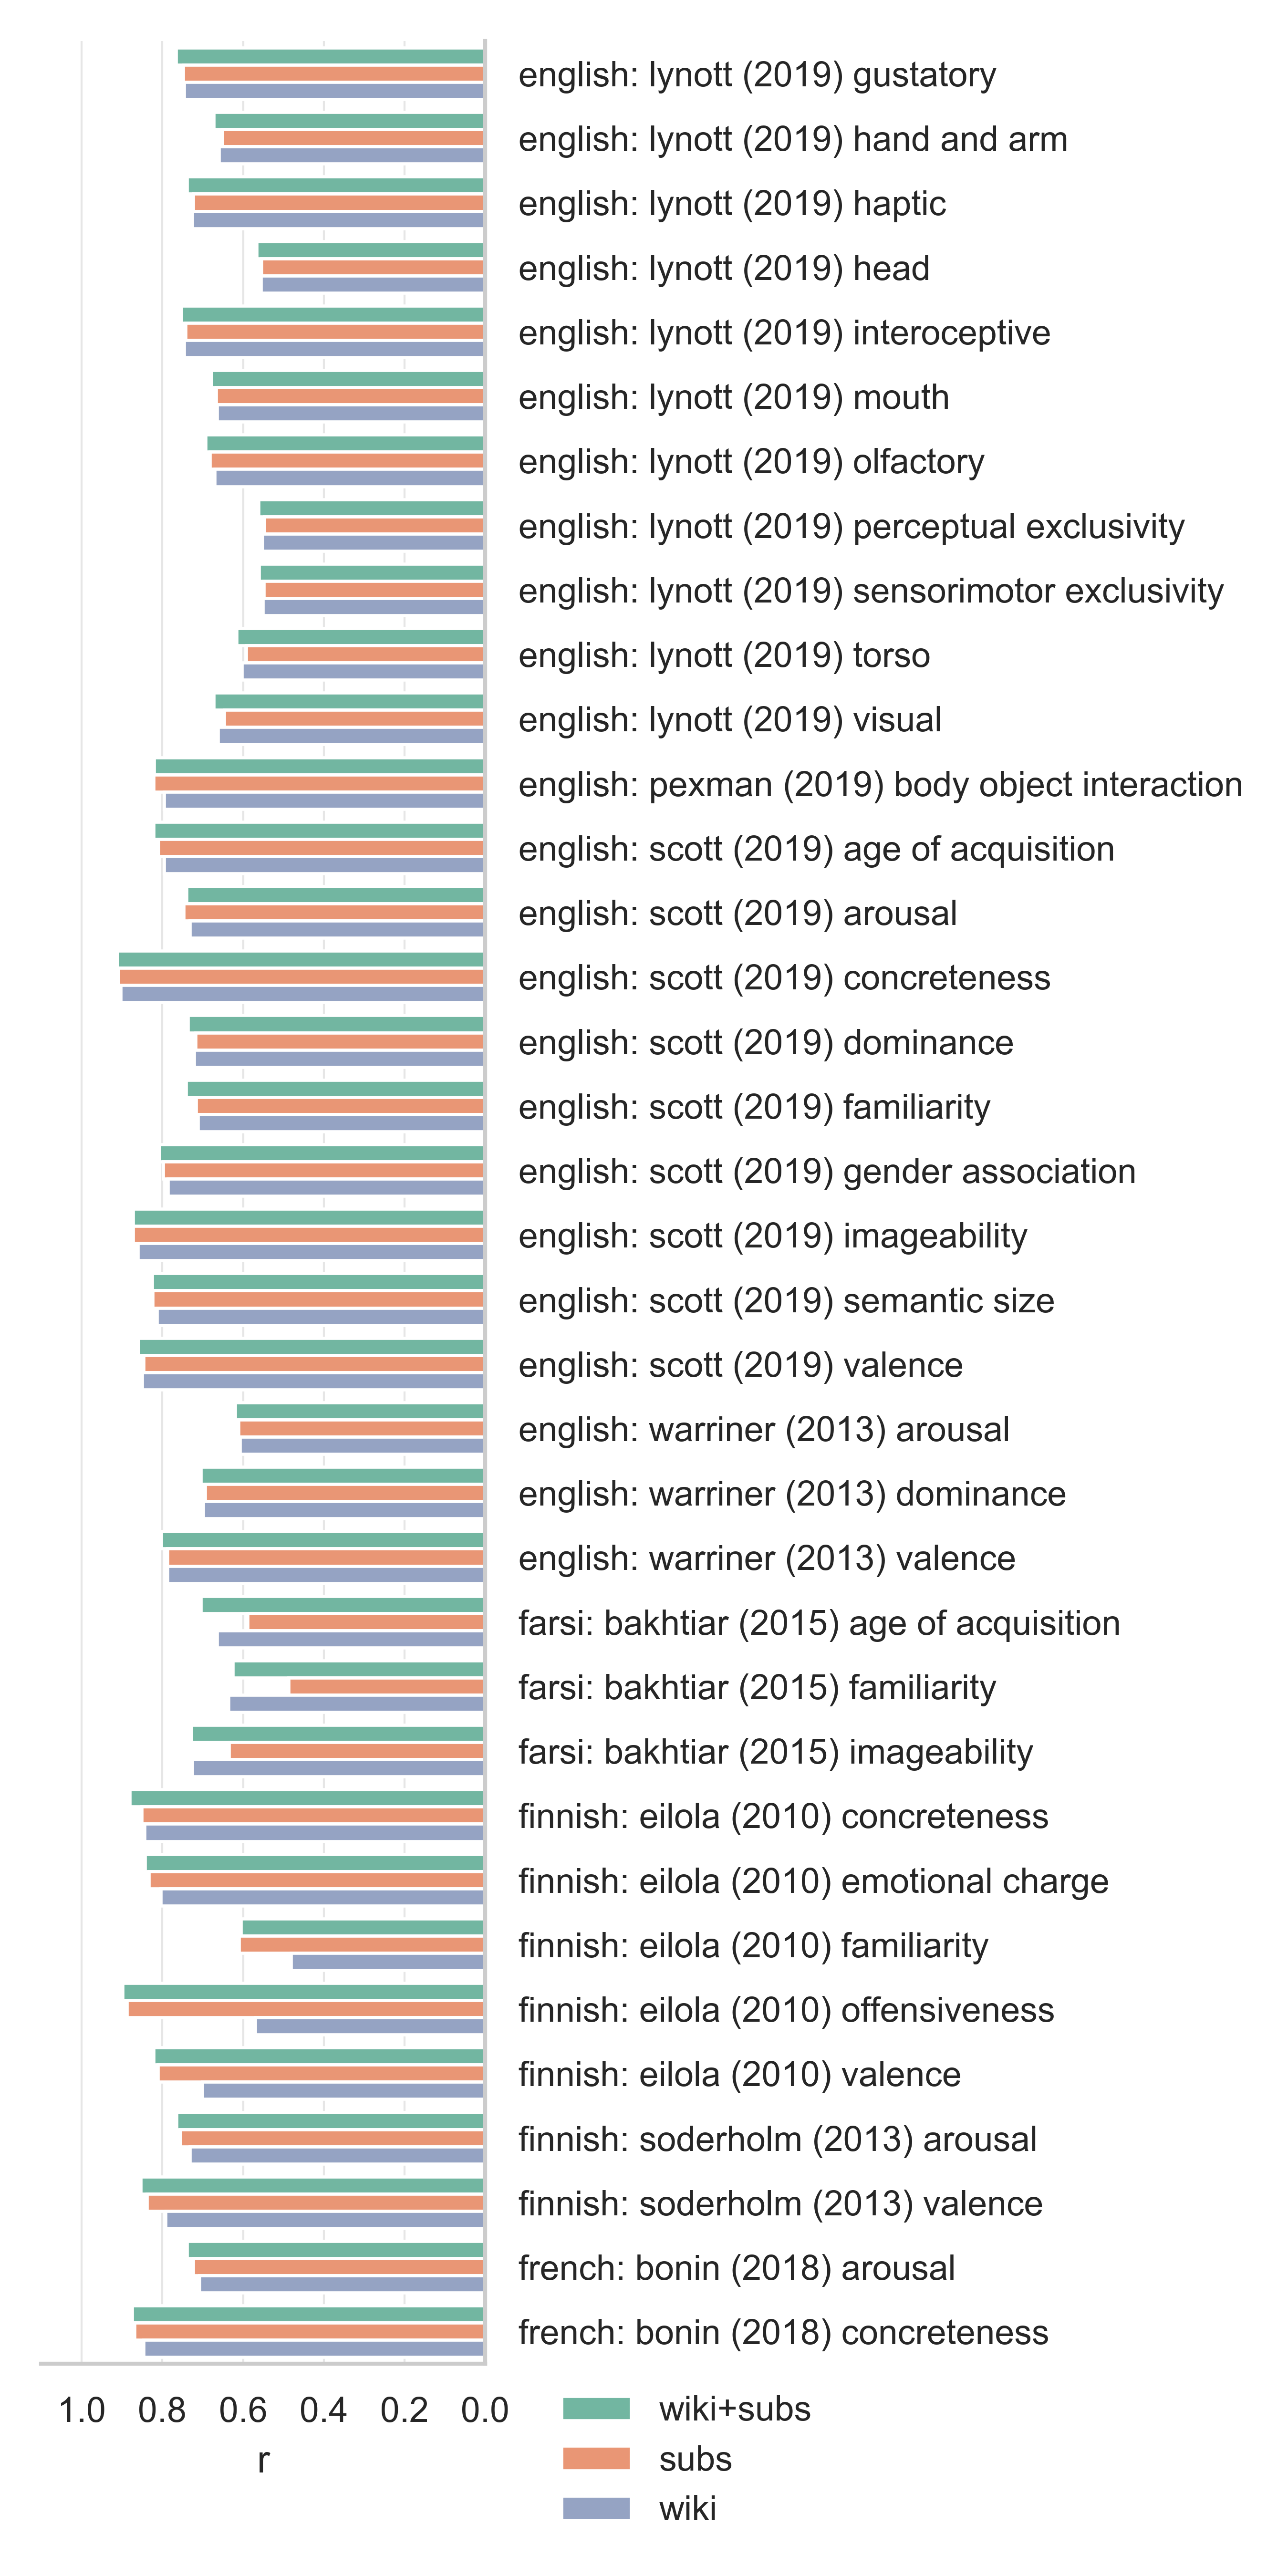 english: lynott (2019) gustatory
english: lynott (2019) hand and arm
english: lynott (2019) haptic
english: lynott (2019) head
english: lynott (2019) interoceptive
english: lynott (2019) mouth
english: lynott (2019) olfactory
english: lynott (2019) perceptual exclusivity
english: lynott (2019) sensorimotor exclusivity
english: lynott (2019) torso
english: lynott (2019) visual
english: pexman (2019) body object interaction
english: scott (2019) age of acquisition
english: scott (2019) arousal
english: scott (2019) concreteness
english: scott (2019) dominance
english: scott (2019) familiarity
english: scott (2019) gender association
english: scott (2019) imageability
english: scott (2019) semantic size
english: scott (2019) valence
english: warriner (2013) arousal
english: warriner (2013) dominance
english: warriner (2013) valence
farsi: bakhtiar (2015) age of acquisition
farsi: bakhtiar (2015) familiarity
farsi: bakhtiar (2015) imageability
finnish: eilola (2010) concreteness
finnish: eilola (2010) emotional charge
finnish: eilola (2010) familiarity
finnish: eilola (2010) offensiveness
finnish: eilola (2010) valence
finnish: soderholm (2013) arousal
finnish: soderholm (2013) valence
french: bonin (2018) arousal
french: bonin (2018) concreteness
1.0 0.8 0.6 0.4 0.2 0.0
r
wiki+subs
subs
wiki